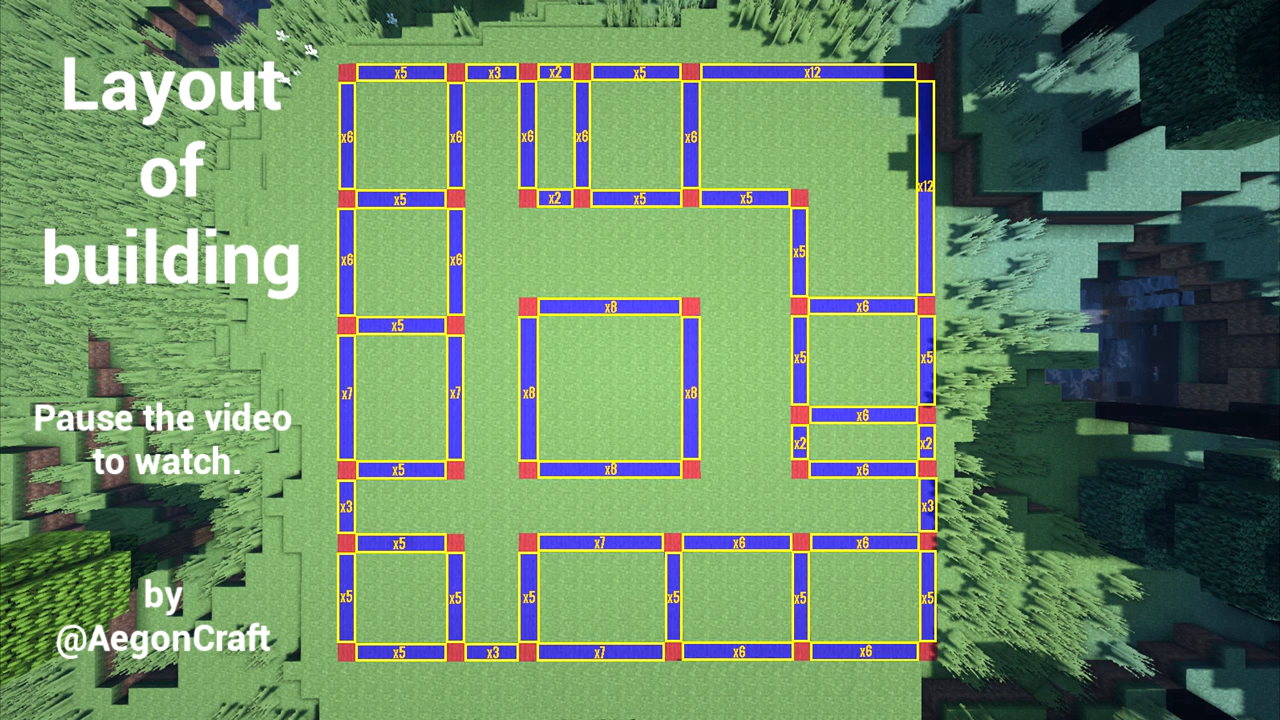 Layout
of
building
Pause the video
to watch.
by
@AegonCraft
x5 x3 x2 x5 x12
x6 x6 x6 x6 x6
x12
x5 x2 x5 x5
x6 x6 x5
x8 x6
x5
x5 x5
x7 x7 x8 x8
x6
x2 x2
x5 x8 x6
x3 x3
x5 x7 x6 x6
x5 x5 x5 x5 x5 x5
x5 x3 x7 x6 x6